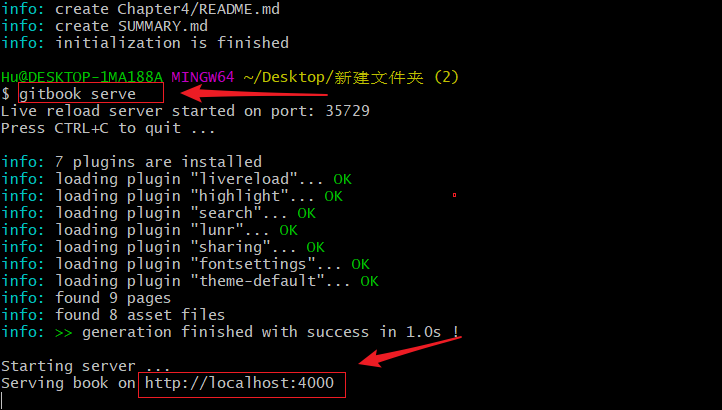 info: create Chapter4/README.md
info: create SUMMARY.md
info: initialization is finished
Hu@DESKTOP-1MA188A MINGW64 ~/Desktop/新建文件夹 (2)
$ gitbook serve
Live reload server started on port: 35729
Press CTRL+C to quit ...
info: 7 plugins are installed
info: loading plugin "livereload"... OK
info: loading plugin "highlight"... OK
info: loading plugin "search"... OK
info: loading plugin "lunr"... OK
info: loading plugin "sharing"... OK
info: loading plugin "fontsettings"... OK
info: loading plugin "theme-default"... OK
info: found 9 pages
info: found 8 asset files
info: >> generation finished with success in 1.0s !
Starting server ...
Serving book on http://localhost:4000